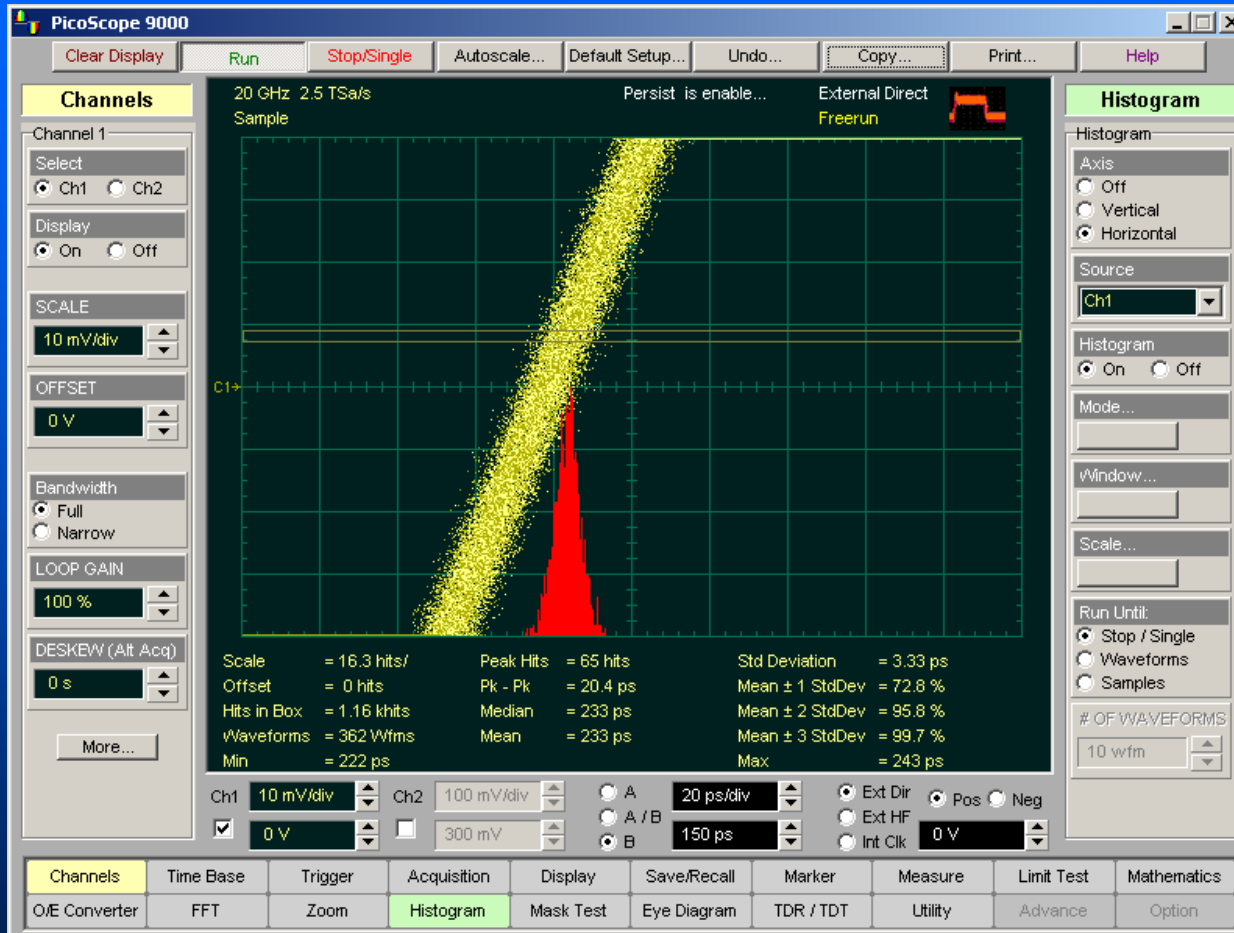 PicoScope 9000
Clear Display Run Stop/Single Autoscale... Default Setup... Undo... Copy... Print... Help
Channels
Channel 1
Select
Ch1 Ch2
Display
On Off
SCALE
10 mV/div
OFFSET
0 V
Bandwidth
Full
Narrow
LOOP GAIN
100 %
DESKEW (Alt Acq)
0 s
More...
20 GHz 2.5 TSa/s Persist is enable... External Direct
Sample Freerun
C1
Scale = 16.3 hits/ Peak Hits = 65 hits Std Deviation = 3.33 ps
Offset = 0 hits Pk - Pk = 20.4 ps Mean ± 1 StdDev = 72.8 %
Hits in Box = 1.16 khits Median = 233 ps Mean ± 2 StdDev = 95.8 %
Waveforms = 362 Wfms Mean = 233 ps Mean ± 3 StdDev = 99.7 %
Min = 222 ps Max = 243 ps
Histogram
Histogram
Axis
Off
Vertical
Horizontal
Source
Ch1
Histogram
On Off
Mode...
Window...
Scale...
Run Until:
Stop / Single
Waveforms
Samples
# OF WAVEFORMS
10 wfm
Ch1 10 mV/div Ch2 100 mV/div A 20 ps/div Ext Dir Pos Neg
A / B Ext HF
0 V 300 mV B 150 ps Int Clk 0 V
Channels Time Base Trigger Acquisition Display Save/Recall Marker Measure Limit Test Mathematics
O/E Converter FFT Zoom Histogram Mask Test Eye Diagram TDR / TDT Utility Advance Option